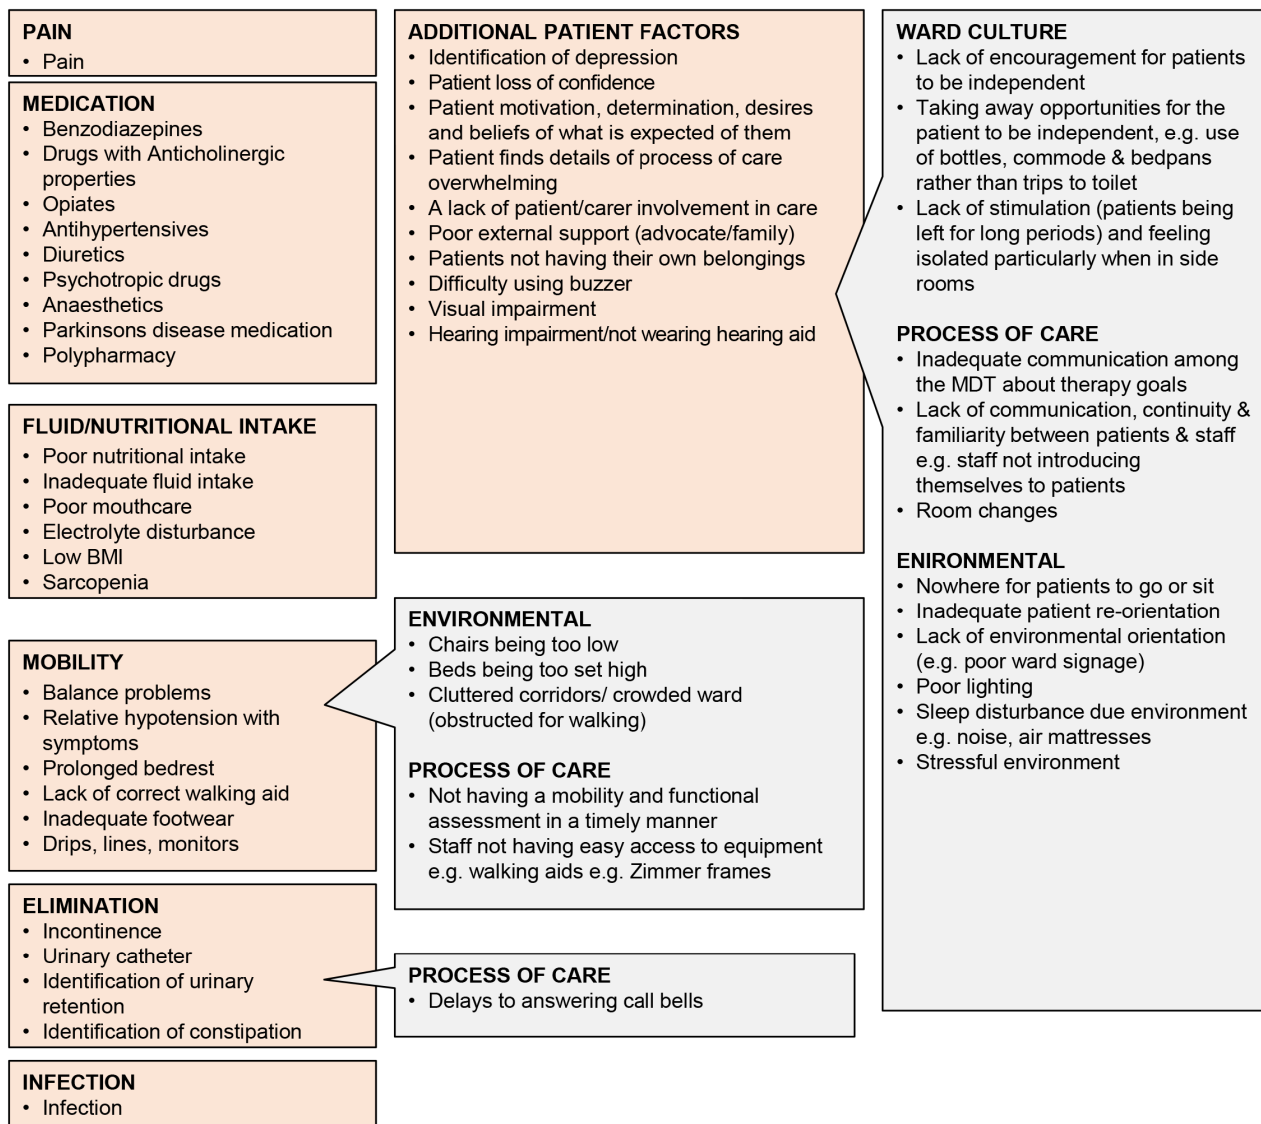 PAIN
• Pain
MEDICATION
• Benzodiazepines
• Drugs with Anticholinergic
properties
• Opiates
• Antihypertensives
• Diuretics
• Psychotropic drugs
• Anaesthetics
• Parkinsons disease medication
• Polypharmacy
FLUID/NUTRITIONAL INTAKE
• Poor nutritional intake
• Inadequate fluid intake
• Poor mouthcare
• Electrolyte disturbance
• Low BMI
• Sarcopenia
MOBILITY
• Balance problems
• Relative hypotension with
symptoms
• Prolonged bedrest
• Lack of correct walking aid
• Inadequate footwear
• Drips, lines, monitors
ELIMINATION
• Incontinence
• Urinary catheter
• Identification of urinary
retention
• Identification of constipation
INFECTION
• Infection
ADDITIONAL PATIENT FACTORS
• Identification of depression
• Patient loss of confidence
• Patient motivation, determination, desires
and beliefs of what is expected of them
• Patient finds details of process of care
overwhelming
• A lack of patient/carer involvement in care
• Poor external support (advocate/family)
• Patients not having their own belongings
• Difficulty using buzzer
• Visual impairment
• Hearing impairment/not wearing hearing aid
ENVIRONMENTAL
• Chairs being too low
• Beds being too set high
• Cluttered corridors/ crowded ward
(obstructed for walking)
PROCESS OF CARE
• Not having a mobility and functional
assessment in a timely manner
• Staff not having easy access to equipment
e.g. walking aids e.g. Zimmer frames
PROCESS OF CARE
• Delays to answering call bells
WARD CULTURE
• Lack of encouragement for patients
to be independent
• Taking away opportunities for the
patient to be independent, e.g. use
of bottles, commode & bedpans
rather than trips to toilet
• Lack of stimulation (patients being
left for long periods) and feeling
isolated particularly when in side
rooms
PROCESS OF CARE
• Inadequate communication among
the MDT about therapy goals
• Lack of communication, continuity &
familiarity between patients & staff
e.g. staff not introducing
themselves to patients
• Room changes
ENIRONMENTAL
• Nowhere for patients to go or sit
• Inadequate patient re-orientation
• Lack of environmental orientation
(e.g. poor ward signage)
• Poor lighting
• Sleep disturbance due environment
e.g. noise, air mattresses
• Stressful environment